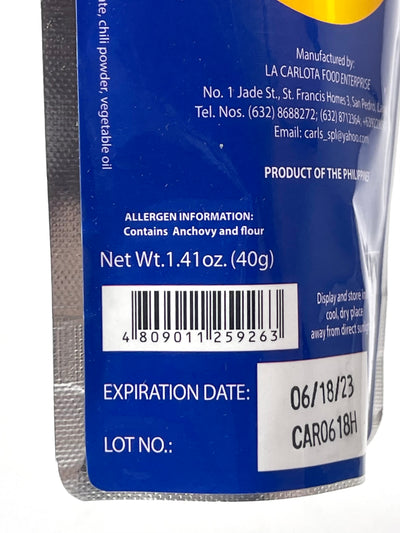 ate, chili powder, vegetable oil
Manufactured by:
LA CARLOTA FOOD ENTERPRISE
No. 1 Jade St., St. Francis Homes 3, San Pedro,
Tel. Nos. (632) 8688272; (632) 8712364;
Email: carls_spl@yahoo.com
PRODUCT OF THE PHILIPPINES
ALLERGEN INFORMATION:
Contains Anchovy and flour
Net Wt.1.41oz. (40g)
Display and store in
cool, dry place
away from direct sunlight
4 809011 259263
EXPIRATION DATE: 06/18/23
LOT NO.: CAR0618H